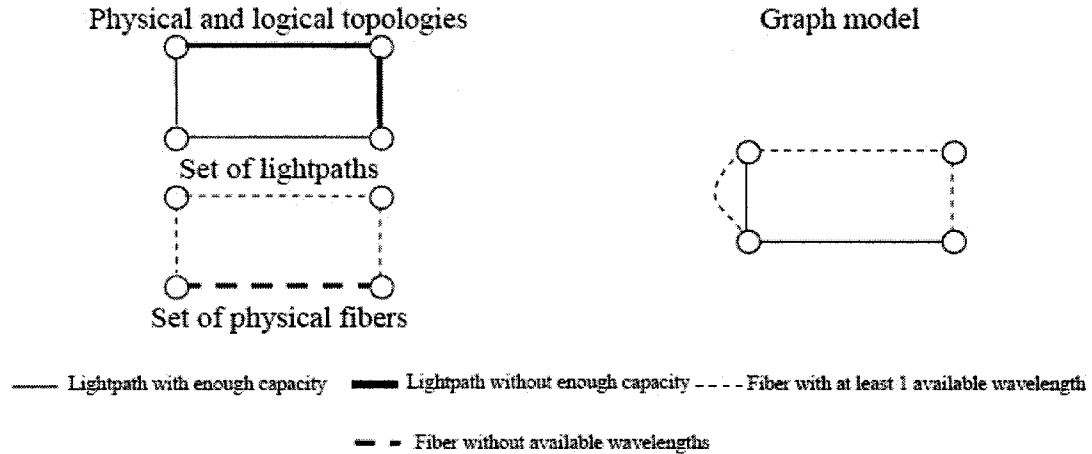 Physical and logical topologies
Graph model
Set of lightpaths
Set of physical fibers
Lightpath with enough capacity
Lightpath without enough capacity
Fiber with at least 1 available wavelength
Fiber without available wavelengths